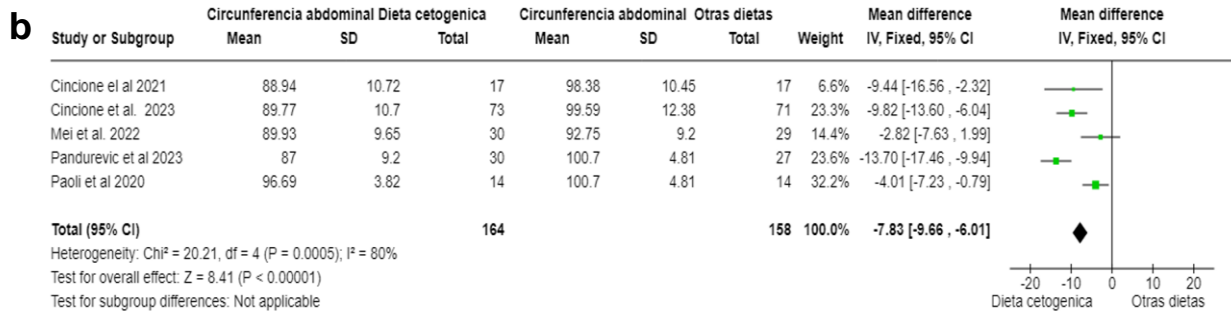 b
Circunferencia abdominal Dieta cetogenica Circunferencia abdominal Otras dietas Mean difference Mean difference
Study or Subgroup Mean SD Total Mean SD Total Weight IV, Fixed, 95% CI IV, Fixed, 95% CI
Cincione el al 2021 88.94 10.72 17 98.38 10.45 17 6.6% -9.44 [-16.56 , -2.32]
Cincione et al. 2023 89.77 10.7 73 99.59 12.38 71 23.3% -9.82 [-13.60 , -6.04]
Mei et al. 2022 89.93 9.65 30 92.75 9.2 29 14.4% -2.82 [-7.63 , 1.99]
Pandurevic et al 2023 87 9.2 30 100.7 4.81 27 23.6% -13.70 [-17.46 , -9.94]
Paoli et al 2020 96.69 3.82 14 100.7 4.81 14 32.2% -4.01 [-7.23 , -0.79]
Total (95% CI) 164 158 100.0% -7.83 [-9.66 , -6.01]
Heterogeneity: Chi² = 20.21, df = 4 (P = 0.0005); I² = 80%
Test for overall effect: Z = 8.41 (P < 0.00001)
Test for subgroup differences: Not applicable
-20 -10 0 10 20
Dieta cetogenica Otras dietas